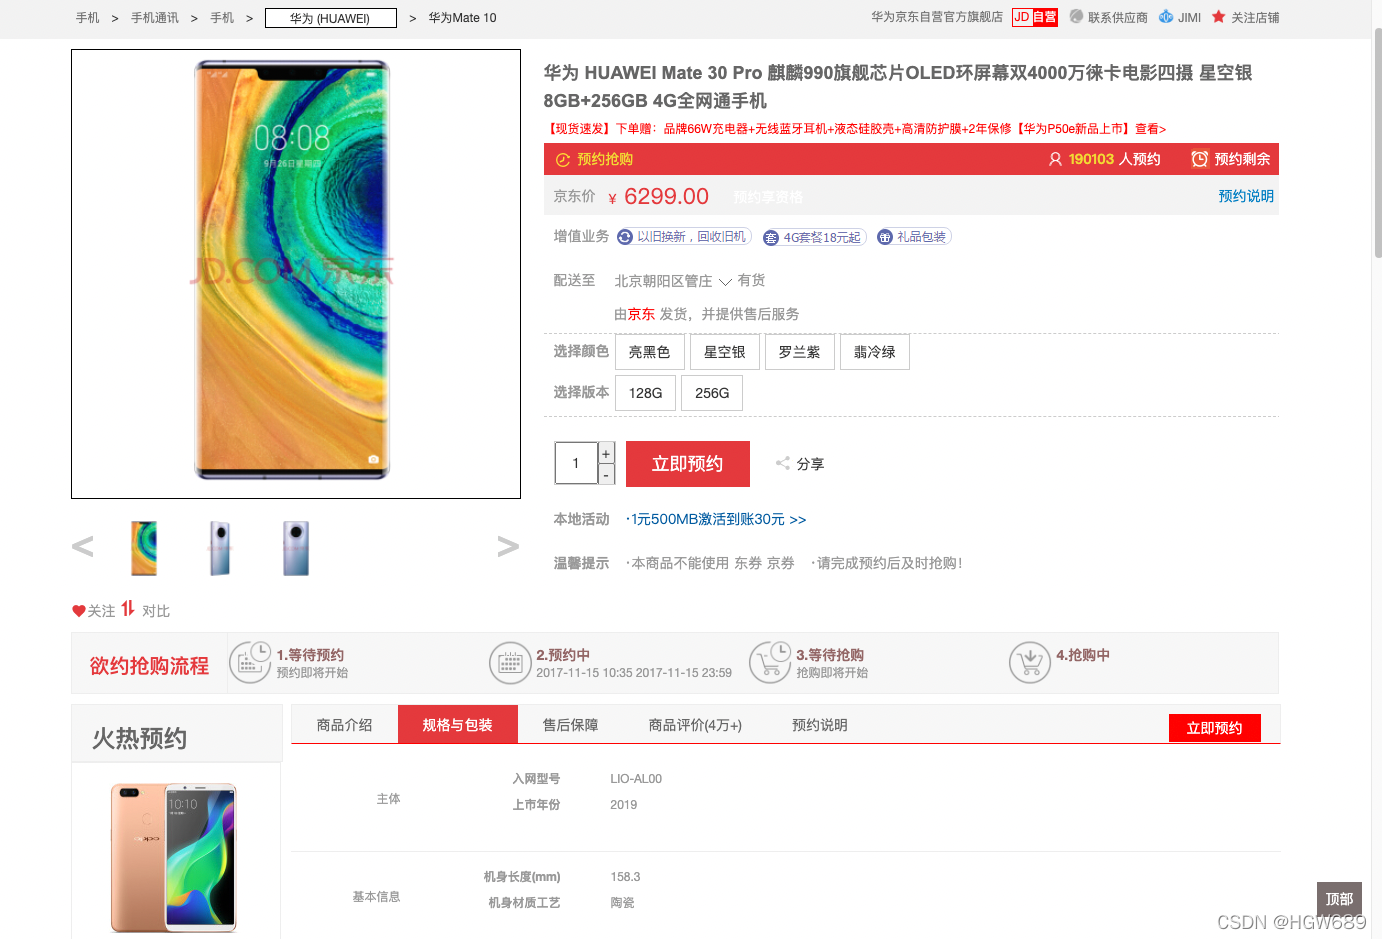 手机 > 手机通讯 > 手机 > 华为 (HUAWEI) > 华为Mate 10
华为京东自营官方旗舰店 JD 自营 联系供应商 JIMI 关注店铺
08:08
9月26日星期四
JD.COM 京东
华为 HUAWEI Mate 30 Pro 麒麟990旗舰芯片OLED环屏幕双4000万徕卡电影四摄 星空银
8GB+256GB 4G全网通手机
【现货速发】下单赠：品牌66W充电器+无线蓝牙耳机+液态硅胶壳+高清防护膜+2年保修【华为P50e新品上市】查看>
预约抢购 190103 人预约 预约剩余
京东价 ¥ 6299.00 预约享资格 预约说明
增值业务 以旧换新，回收旧机 套 4G套餐18元起 礼品包装
配送至 北京朝阳区管庄 有货
由京东 发货，并提供售后服务
选择颜色 亮黑色 星空银 罗兰紫 翡冷绿
选择版本 128G 256G
1 + - 立即预约 分享
本地活动 ·1元500MB激活到账30元 >>
温馨提示 ·本商品不能使用 东券 京券 ·请完成预约后及时抢购！
< >
关注 对比
欲约抢购流程
1.等待预约
预约即将开始
2.预约中
2017-11-15 10:35 2017-11-15 23:59
3.等待抢购
抢购即将开始
4.抢购中
火热预约
商品介绍 规格与包装 售后保障 商品评价(4万+) 预约说明 立即预约
主体
入网型号 LIO-AL00
上市年份 2019
基本信息
机身长度(mm) 158.3
机身材质工艺 陶瓷
10:10
oppo
顶部
CSDN @HGW689